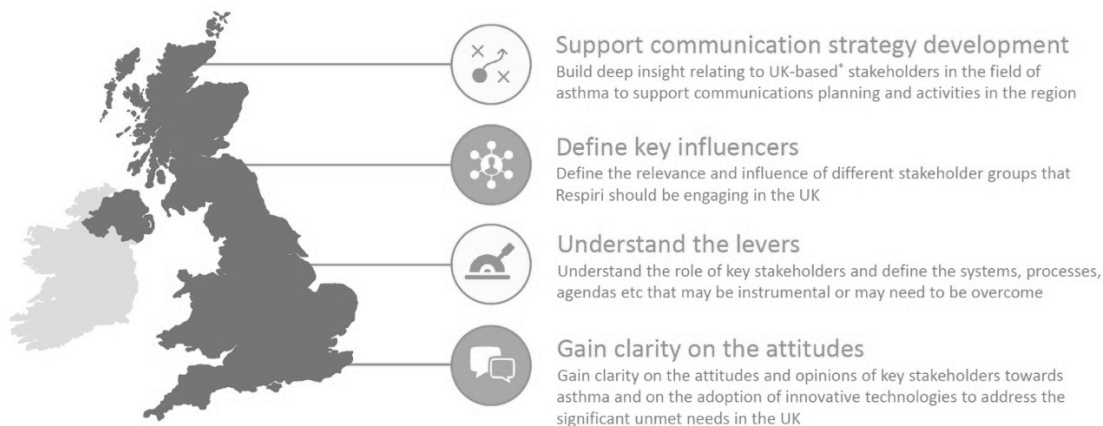 Support communication strategy development
Build deep insight relating to UK-based* stakeholders in the field of
asthma to support communications planning and activities in the region
Define key influencers
Define the relevance and influence of different stakeholder groups that
Respiri should be engaging in the UK
Understand the levers
Understand the role of key stakeholders and define the systems, processes,
agendas etc that may be instrumental or may need to be overcome
Gain clarity on the attitudes
Gain clarity on the attitudes and opinions of key stakeholders towards
asthma and on the adoption of innovative technologies to address the
significant unmet needs in the UK